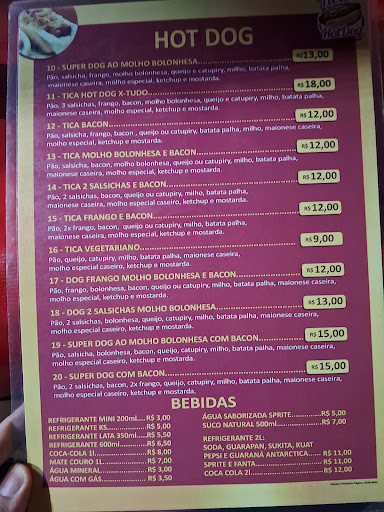 HOT DOG
10 - SUPER DOG AO MOLHO BOLONHESA R$13,00
Pão, salsicha, frango, molho bolonhesa, queijo e catupiry, milho, batata palha,
maionese caseira, molho especial, ketchup e mostarda.
11 - TICA HOT DOG X-TUDO R$18,00
Pão, 3 salsichas, frango, bacon, molho bolonhesa, queijo e catupiry, milho, batata palha,
maionese caseira, molho especial, ketchup e mostarda.
12 - TICA BACON R$12,00
Pão, salsicha, frango, bacon , queijo ou catupiry, milho, batata palha, maionese caseira,
molho especial, ketchup e mostarda.
13 - TICA MOLHO BOLONHESA E BACON R$12,00
Pão, salsicha, bacon, molho bolonhesa, queijo ou catupiry, milho, batata palha,
maionese caseira, molho especial, ketchup e mostarda.
14 - TICA 2 SALSICHAS E BACON R$12,00
Pão, 2 salsichas, bacon, queijo ou catupiry, milho, batata palha,
maionese caseira, molho especial caseiro, ketchup e mostarda.
15 - TICA FRANGO E BACON R$12,00
Pão, 2x frango, bacon, queijo ou catupiry, milho, batata palha,
maionese caseira, molho especial, ketchup e mostarda.
16 - TICA VEGETARIANO R$9,00
Pão, queijo, catupiry, milho, batata palha, maionese caseira,
molho especial, ketchup e mostarda.
17 - DOG FRANGO MOLHO BOLONHESA E BACON R$12,00
Pão, frango, bolonhesa, bacon, queijo ou catupiry, milho, batata palha,
maionese caseira, molho especial, ketchup e mostarda.
18 - DOG 2 SALSICHAS MOLHO BOLONHESA R$13,00
Pão, 2 salsichas, bolonhesa, queijo, catupiry, milho, batata palha, maionese caseira,
molho especial caseiro, ketchup e mostarda.
19 - SUPER DOG AO MOLHO BOLONHESA COM BACON R$15,00
Pão, salsicha, bolonhesa, bacon, queijo, catupiry, milho, batata palha, maionese caseira,
molho especial caseiro, ketchup e mostarda.
20 - SUPER DOG COM BACON R$15,00
Pão, 2 salsichas, bacon, 2x frango, queijo, catupiry, milho, batata palha, maionese caseira,
molho especial caseiro, ketchup e mostarda.
BEBIDAS
REFRIGERANTE MINI 200ml....R$ 3,00
REFRIGERANTE KS....R$ 5,00
REFRIGERANTE LATA 350ml....R$ 5,50
REFRIGERANTE 600ml....R$ 6,50
COCA-COLA 1l....R$ 8,00
MATE COURO 1L....R$ 7,00
ÁGUA MINERAL....R$ 3,00
ÁGUA COM GÁS....R$ 3,50
ÁGUA SABORIZADA SPRITE....R$ 5,00
SUCO NATURAL 500ml....R$ 7,00
REFRIGERANTE 2L:
SODA, GUARAPAN, SUKITA, KUAT
PEPSI E GUARANÁ ANTARCTICA....R$ 11,00
SPRITE E FANTA....R$ 11,00
COCA COLA 2l....R$ 12,00